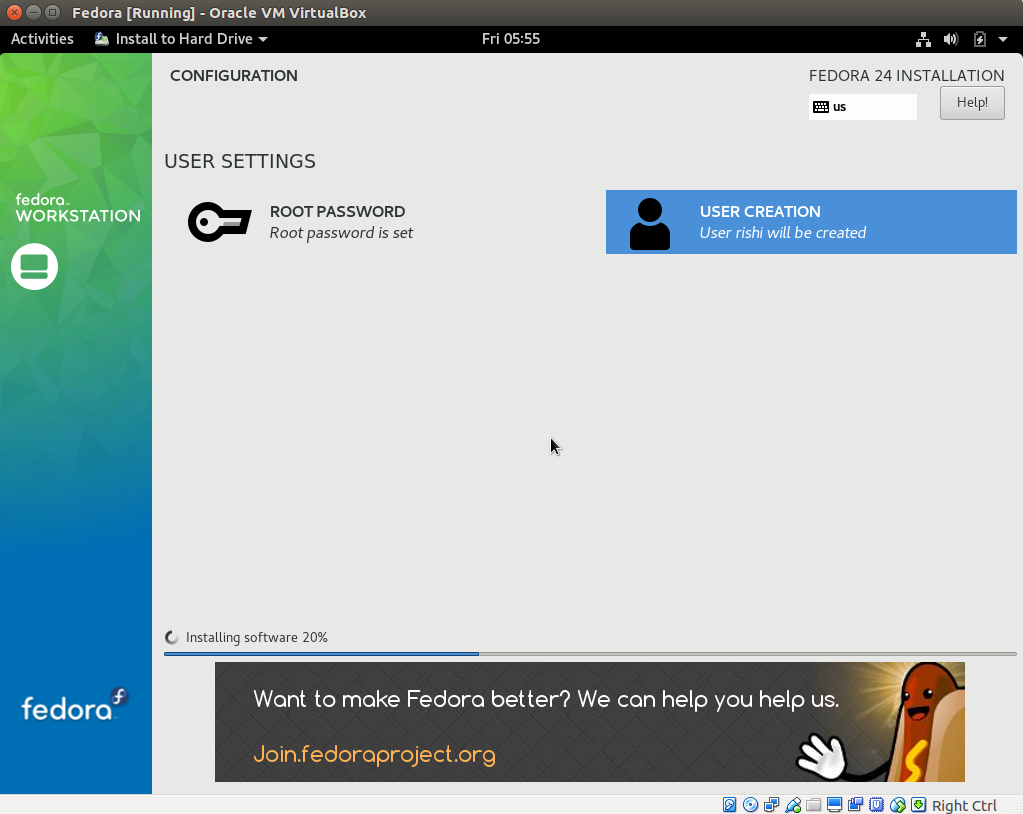 Fedora [Running] - Oracle VM VirtualBox
Activities Install to Hard Drive Fri 05:55
CONFIGURATION
FEDORA 24 INSTALLATION
us
Help!
fedora
WORKSTATION
USER SETTINGS
ROOT PASSWORD
Root password is set
USER CREATION
User rishi will be created
Installing software 20%
fedora
Want to make Fedora better? We can help you help us.
Join.fedoraproject.org
Right Ctrl